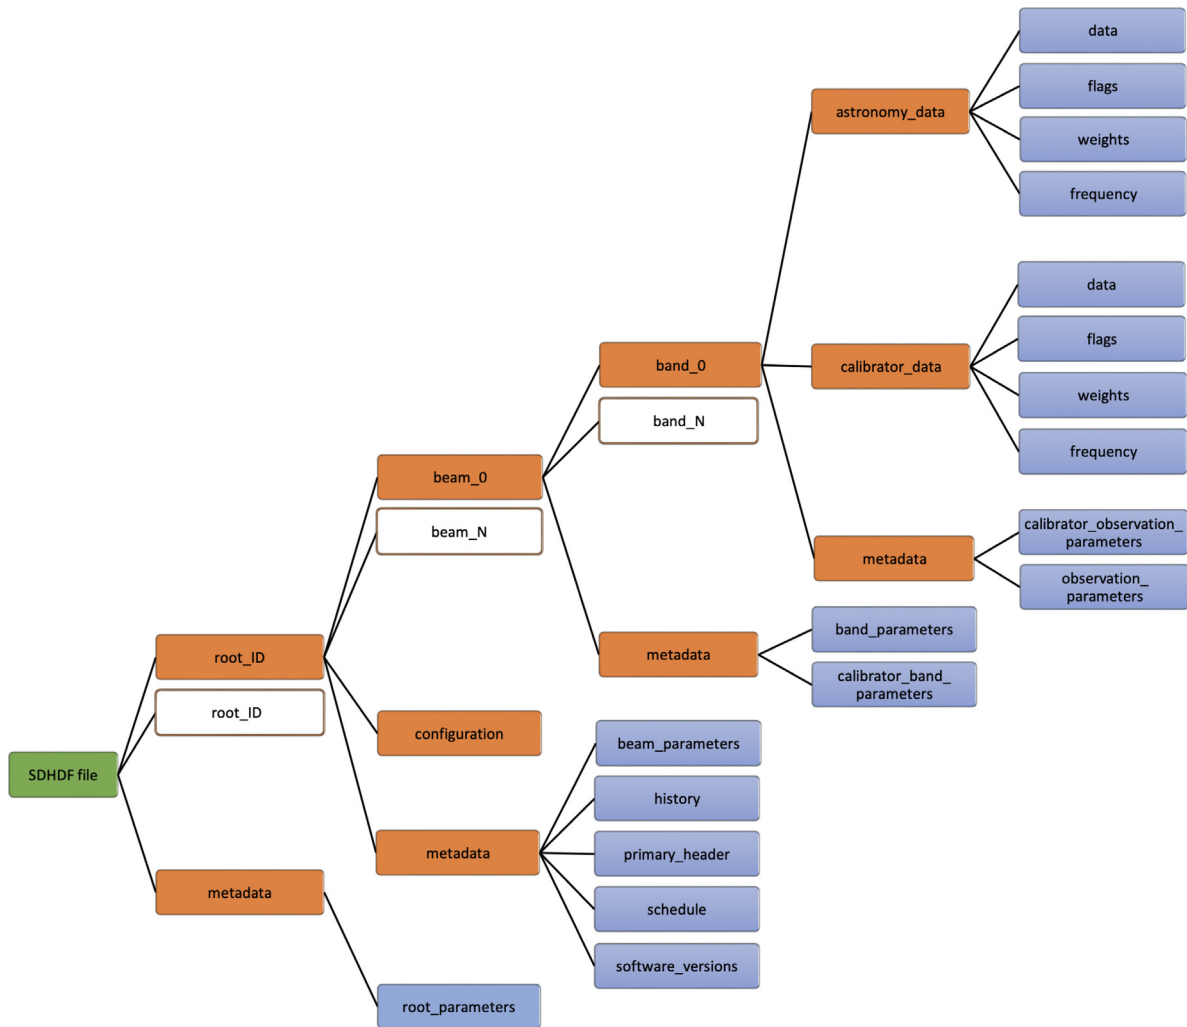 data
flags
astronomy_data
weights
frequency
data
flags
band_0
calibrator_data
weights
band_N
frequency
beam_0
calibrator_observation_
parameters
beam_N
metadata
observation_
parameters
band_parameters
root_ID
metadata
calibrator_band_
parameters
root_ID
configuration
beam_parameters
SDHDF file
history
metadata
primary_header
metadata
schedule
software_versions
root_parameters